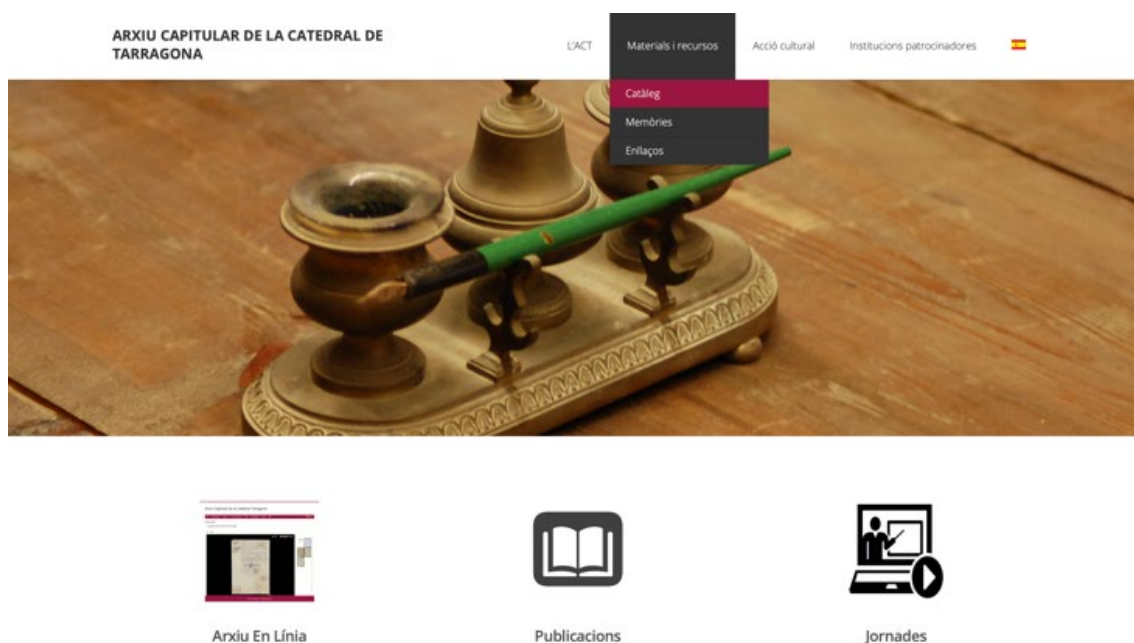 ARXIU CAPITULAR DE LA CATEDRAL DE
TARRAGONA
L'ACT
Materials i recursos
Acció cultural
Institucions patrocinadores
Catàleg
Memòries
Enllaços
Arxiu En Línia
Publicacions
Jornades